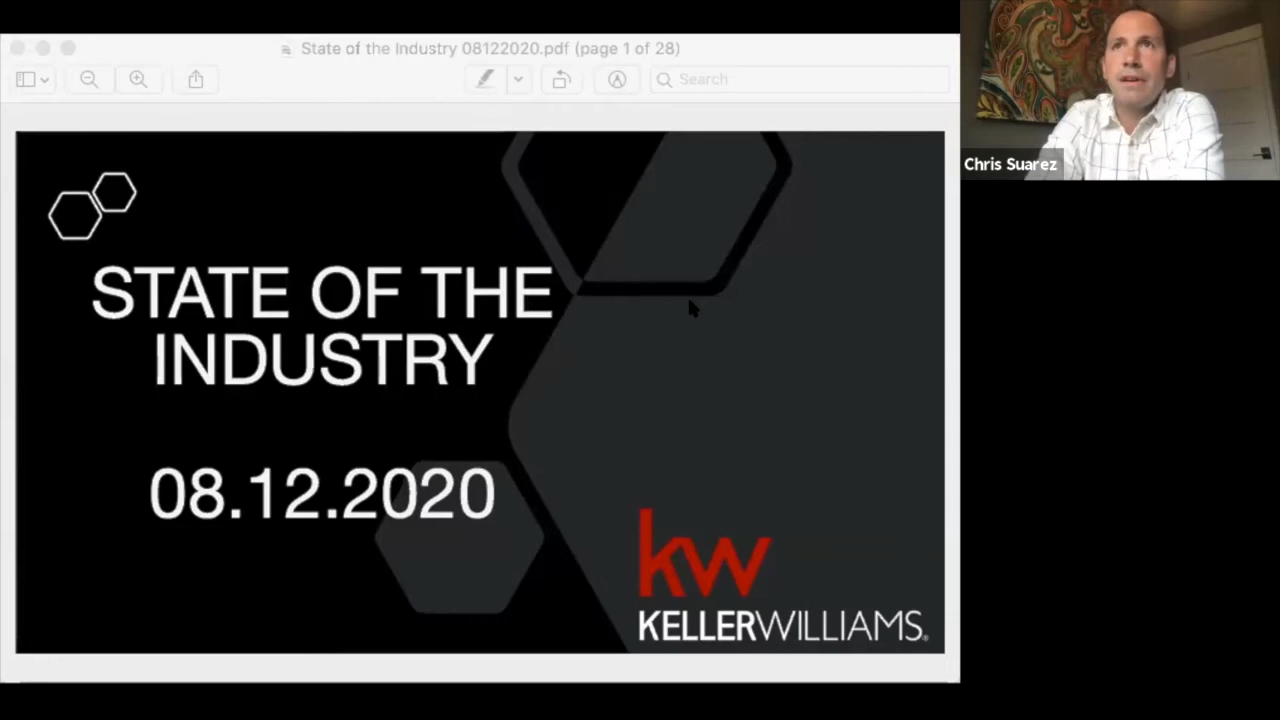 State of the Industry 08122020.pdf (page 1 of 28)
Search
Chris Suarez
STATE OF THE
INDUSTRY
08.12.2020
kw
KELLERWILLIAMS®